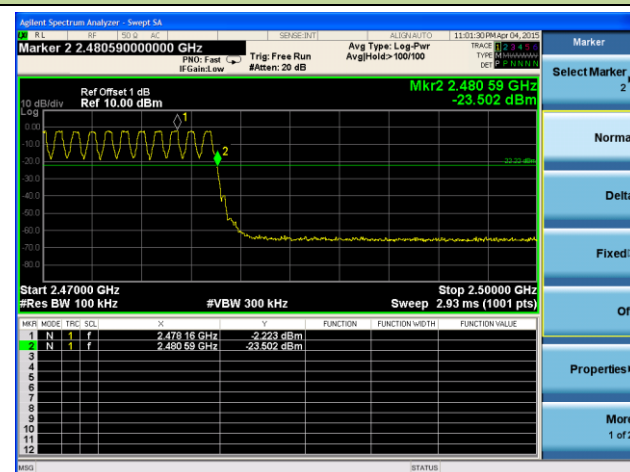 Agilent Spectrum Analyzer - Swept SA
RL RF 50 Ω AC SENSE:INT ALIGN AUTO 11:01:30 PM Apr 04, 2015
Marker 2 2.480590000000 GHz
PNO: Fast
IFGain:Low
Trig: Free Run
#Atten: 20 dB
Avg Type: Log-Pwr
Avg|Hold:>100/100
TRACE 1 2 3 4 5 6
TYPE
DET P P N N N N
Mkr2 2.480 59 GHz
-23.502 dBm
Ref Offset 1 dB
Ref 10.00 dBm
10 dB/div
Log
0.00
-10.0
-20.0
-30.0
-40.0
-50.0
-60.0
-70.0
-80.0
1
2
-22.22 dBm
Start 2.47000 GHz Stop 2.50000 GHz
#Res BW 100 kHz #VBW 300 kHz Sweep 2.93 ms (1001 pts)
MKR MODE TRC SCL X Y FUNCTION FUNCTION WIDTH FUNCTION VALUE
1 N 1 f 2.478 16 GHz -2.223 dBm
2 N 1 f 2.480 59 GHz -23.502 dBm
3
4
5
6
7
8
9
10
11
12
MSG STATUS
Marker
Select Marker
2
Norma
Delta
Fixed
Of
Properties
More
1 of 2